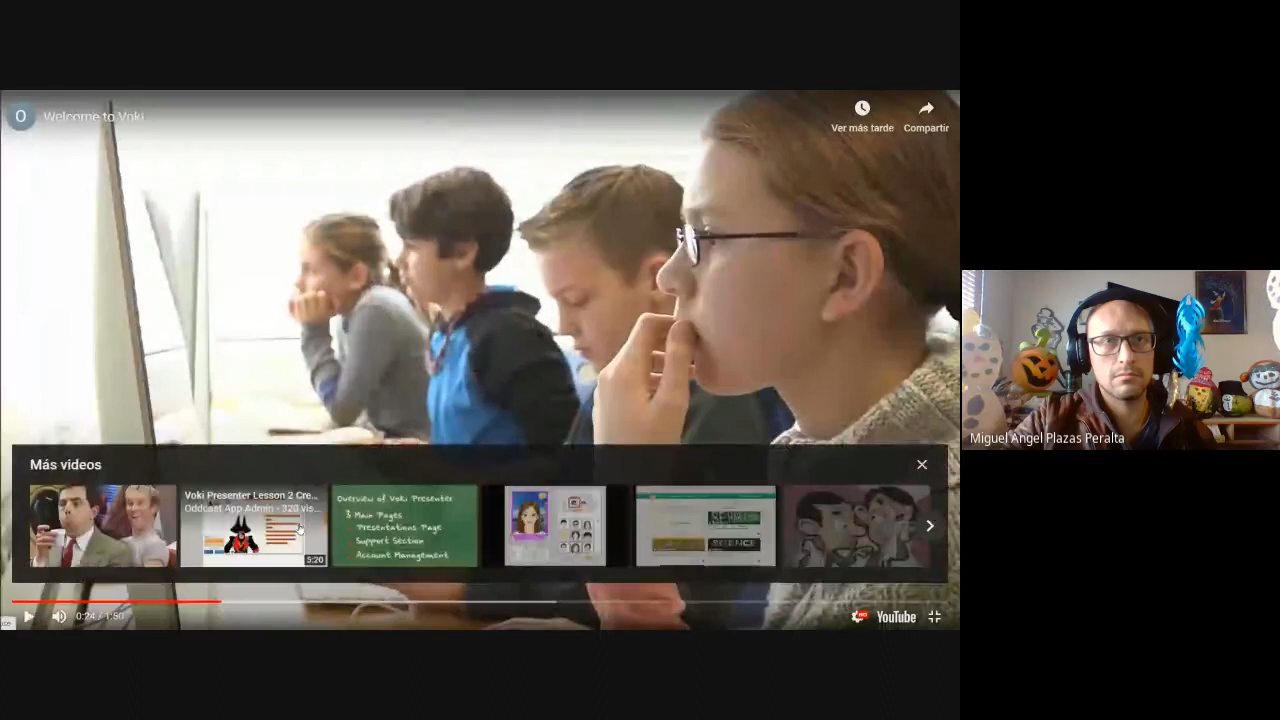 O
Welcome to Voki
Ver más tarde
Compartir
Más videos
Voki Presenter Lesson 2 Cre...
Oddcast App Admin - 320 vis...
5:20
Overview of Voki Presenter
3 Main Pages
Presentations Page
Support Section
Account Management
SCIENCE
0:24 / 1:50
YouTube
Miguel Angel Plazas Peralta